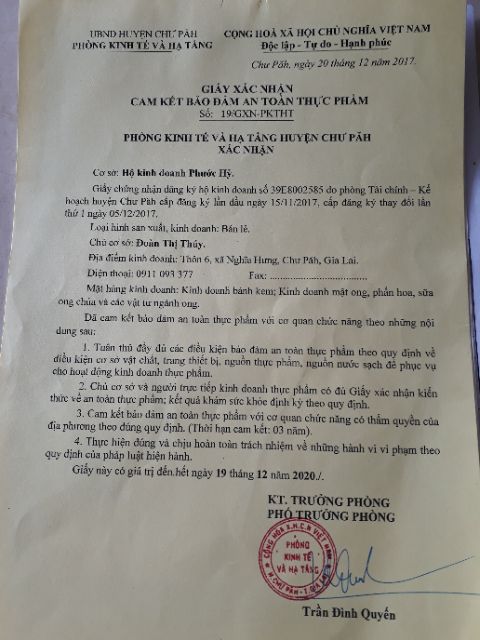 UBND HUYỆN CHƯ PĂH
PHÒNG KINH TẾ VÀ HẠ TẦNG
CỘNG HOÀ XÃ HỘI CHỦ NGHĨA VIỆT NAM
Độc lập - Tự do - Hạnh phúc
Chư Păh, ngày 20 tháng 12 năm 2017.
GIẤY XÁC NHẬN
CAM KẾT BẢO ĐẢM AN TOÀN THỰC PHẨM
Số: 19/GXN-PKTHT
PHÒNG KINH TẾ VÀ HẠ TẦNG HUYỆN CHƯ PĂH
XÁC NHẬN
Cơ sở: Hộ kinh doanh Phước Hỷ.
Giấy chứng nhận đăng ký hộ kinh doanh số 39E8002585 do phòng Tài chính – Kế
hoạch huyện Chư Păh cấp đăng ký lần đầu ngày 15/11/2017, cấp đăng ký thay đổi lần
thứ 1 ngày 05/12/2017.
Loại hình sản xuất, kinh doanh: Bán lẻ.
Chủ cơ sở: Đoàn Thị Thúy.
Địa điểm kinh doanh: Thôn 6, xã Nghĩa Hưng, Chư Păh, Gia Lai.
Điện thoại: 0911 093 377 Fax: ....................................
Mặt hàng kinh doanh: Kinh doanh bánh kem; Kinh doanh mật ong, phấn hoa, sữa
ong chúa và các vật tư ngành ong.
Đã cam kết bảo đảm an toàn thực phẩm với cơ quan chức năng theo những nội
dung sau:
1. Tuân thủ đầy đủ các điều kiện bảo đảm an toàn thực phẩm theo quy định về
điều kiện cơ sở vật chất, trang thiết bị, nguồn thực phẩm, nguồn nước sạch để phục vụ
cho hoạt động kinh doanh thực phẩm.
2. Chủ cơ sở và người trực tiếp kinh doanh thực phẩm có đủ Giấy xác nhận kiến
thức về an toàn thực phẩm; kết quả khám sức khỏe định kỳ theo quy định.
3. Cam kết bảo đảm an toàn thực phẩm với cơ quan chức năng có thẩm quyền của
địa phương theo đúng quy định. (Thời hạn cam kết: 03 năm).
4. Thực hiện đúng và chịu hoàn toàn trách nhiệm về những hành vi vi phạm theo
quy định của pháp luật hiện hành.
Giấy này có giá trị đến hết ngày 19 tháng 12 năm 2020./.
KT. TRƯỞNG PHÒNG
PHÓ TRƯỞNG PHÒNG
CỘNG HÒA X.H.C.N VIỆT NAM
PHÒNG
KINH TẾ
VÀ HẠ TẦNG
H.CHƯ PĂH - T.GIA LAI
Trần Đình Quyến